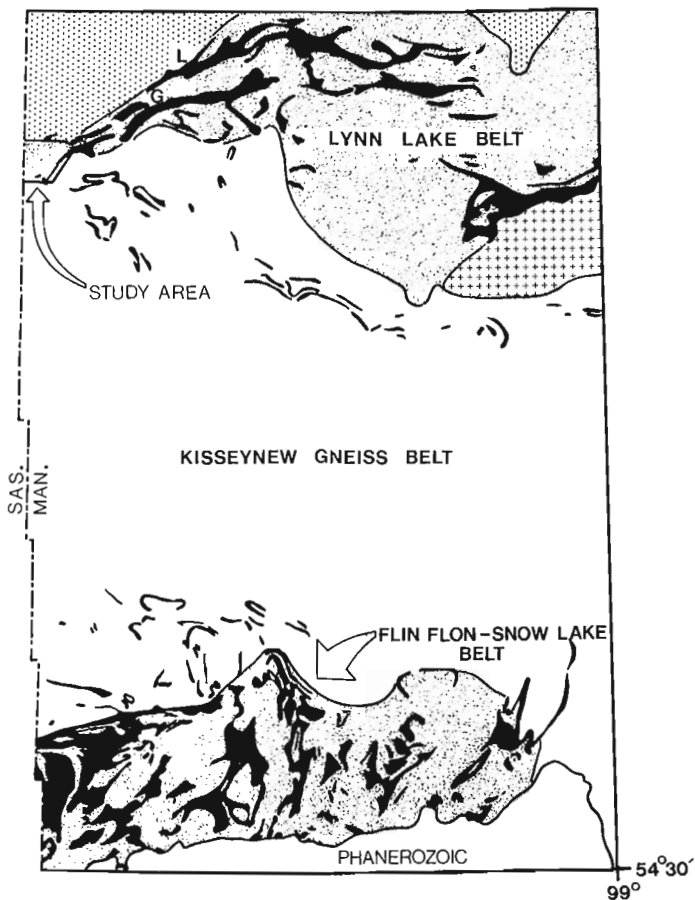 L
G
LYNN LAKE BELT
STUDY AREA
KISSEYNEW GNEISS BELT
SAS.
MAN.
FLIN FLON-SNOW LAKE
BELT
PHANEROZOIC
54°30′
99°